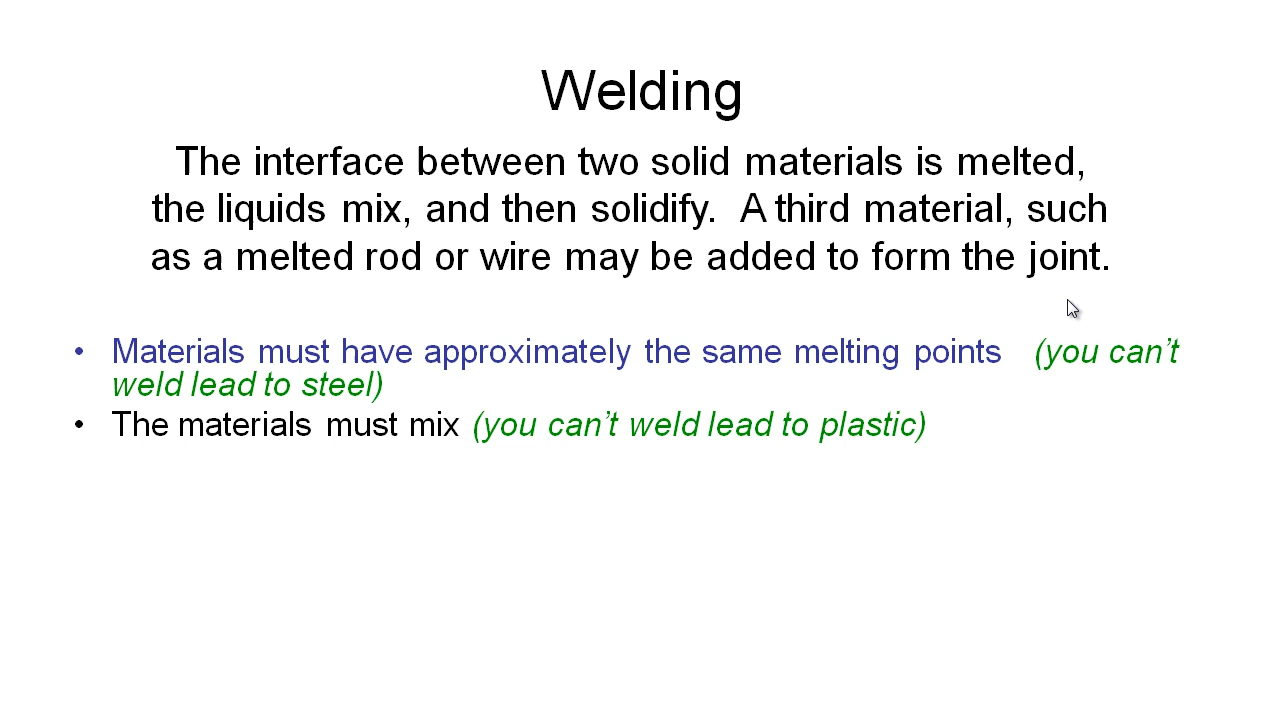 Welding
The interface between two solid materials is melted,
the liquids mix, and then solidify.  A third material, such
as a melted rod or wire may be added to form the joint.
• Materials must have approximately the same melting points   (you can’t
weld lead to steel)
• The materials must mix (you can’t weld lead to plastic)